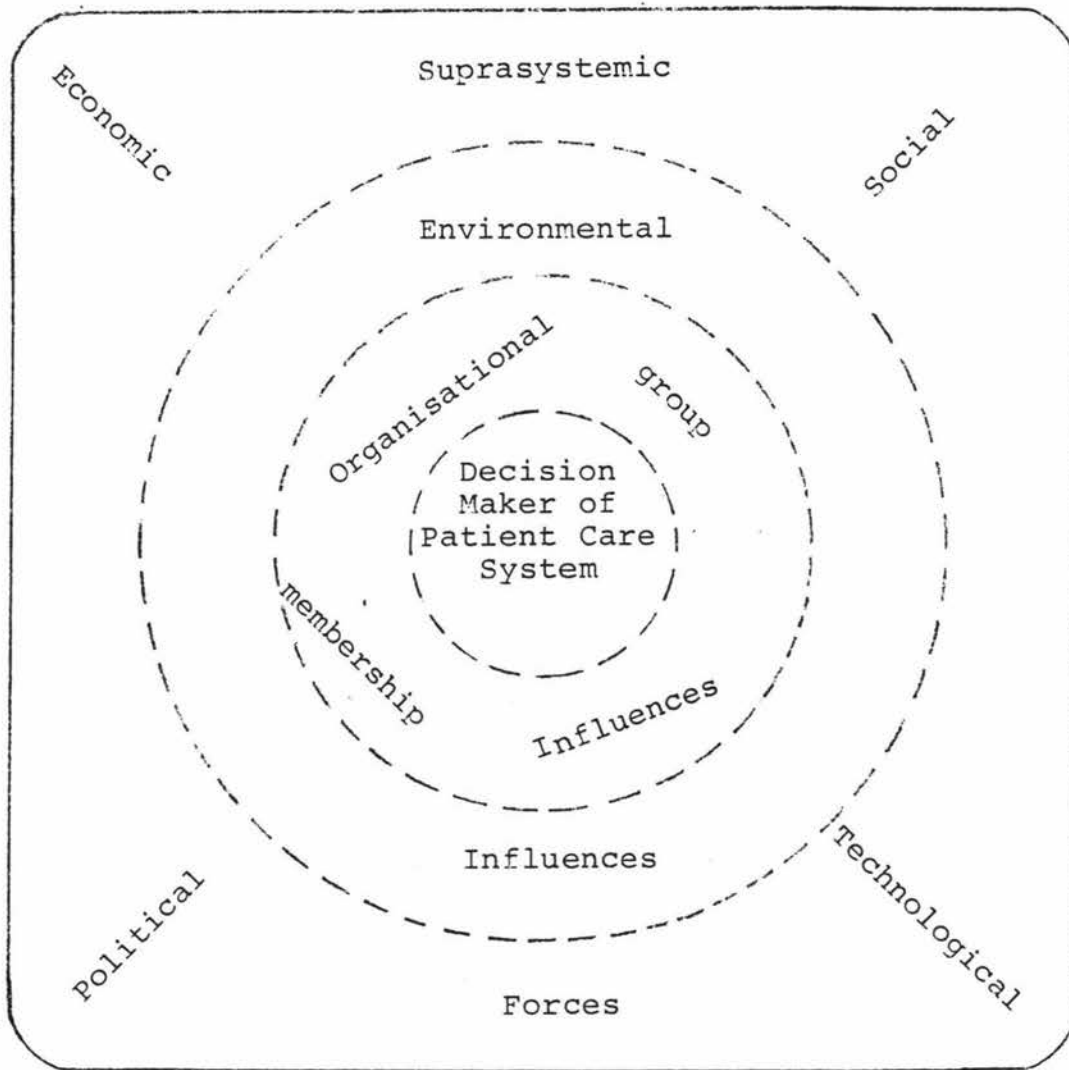 Suprasystemic
Economic
Social
Environmental
Organisational
group
Decision
Maker of
Patient Care
System
membership
Influences
Influences
Technological
Political
Forces